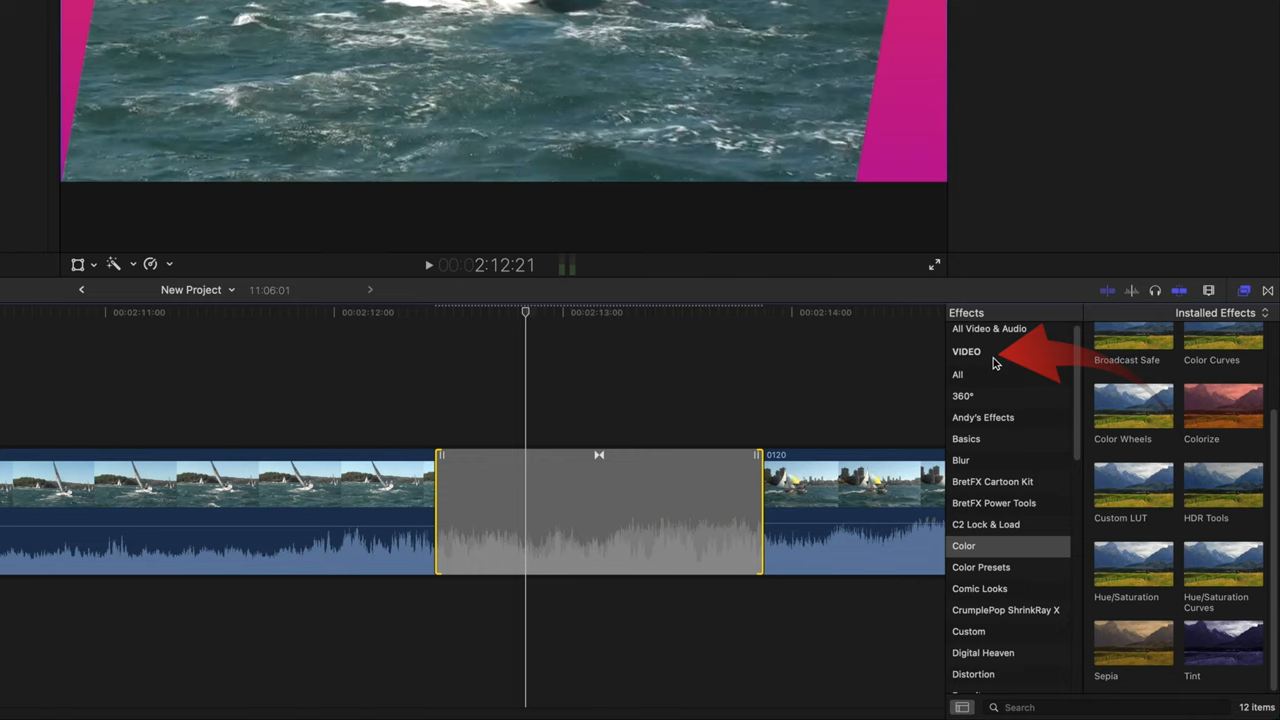 00:00:2:12:21
New Project
11:06:01
00:02:11:00
00:02:12:00
00:02:13:00
00:02:14:00
0120
Effects
Installed Effects
All Video & Audio
VIDEO
All
360°
Andy's Effects
Basics
Blur
BretFX Cartoon Kit
BretFX Power Tools
C2 Lock & Load
Color
Color Presets
Comic Looks
CrumplePop ShrinkRay X
Custom
Digital Heaven
Distortion
Broadcast Safe
Color Curves
Color Wheels
Colorize
Custom LUT
HDR Tools
Hue/Saturation
Hue/Saturation
Curves
Sepia
Tint
Search
12 items